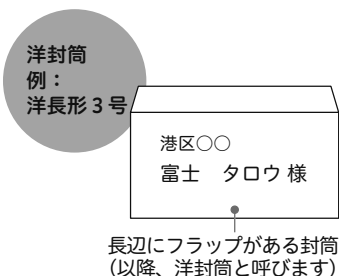 洋封筒
例：
洋長形3号
港区○○
富士　タロウ 様
長辺にフラップがある封筒
（以降、洋封筒と呼びます）